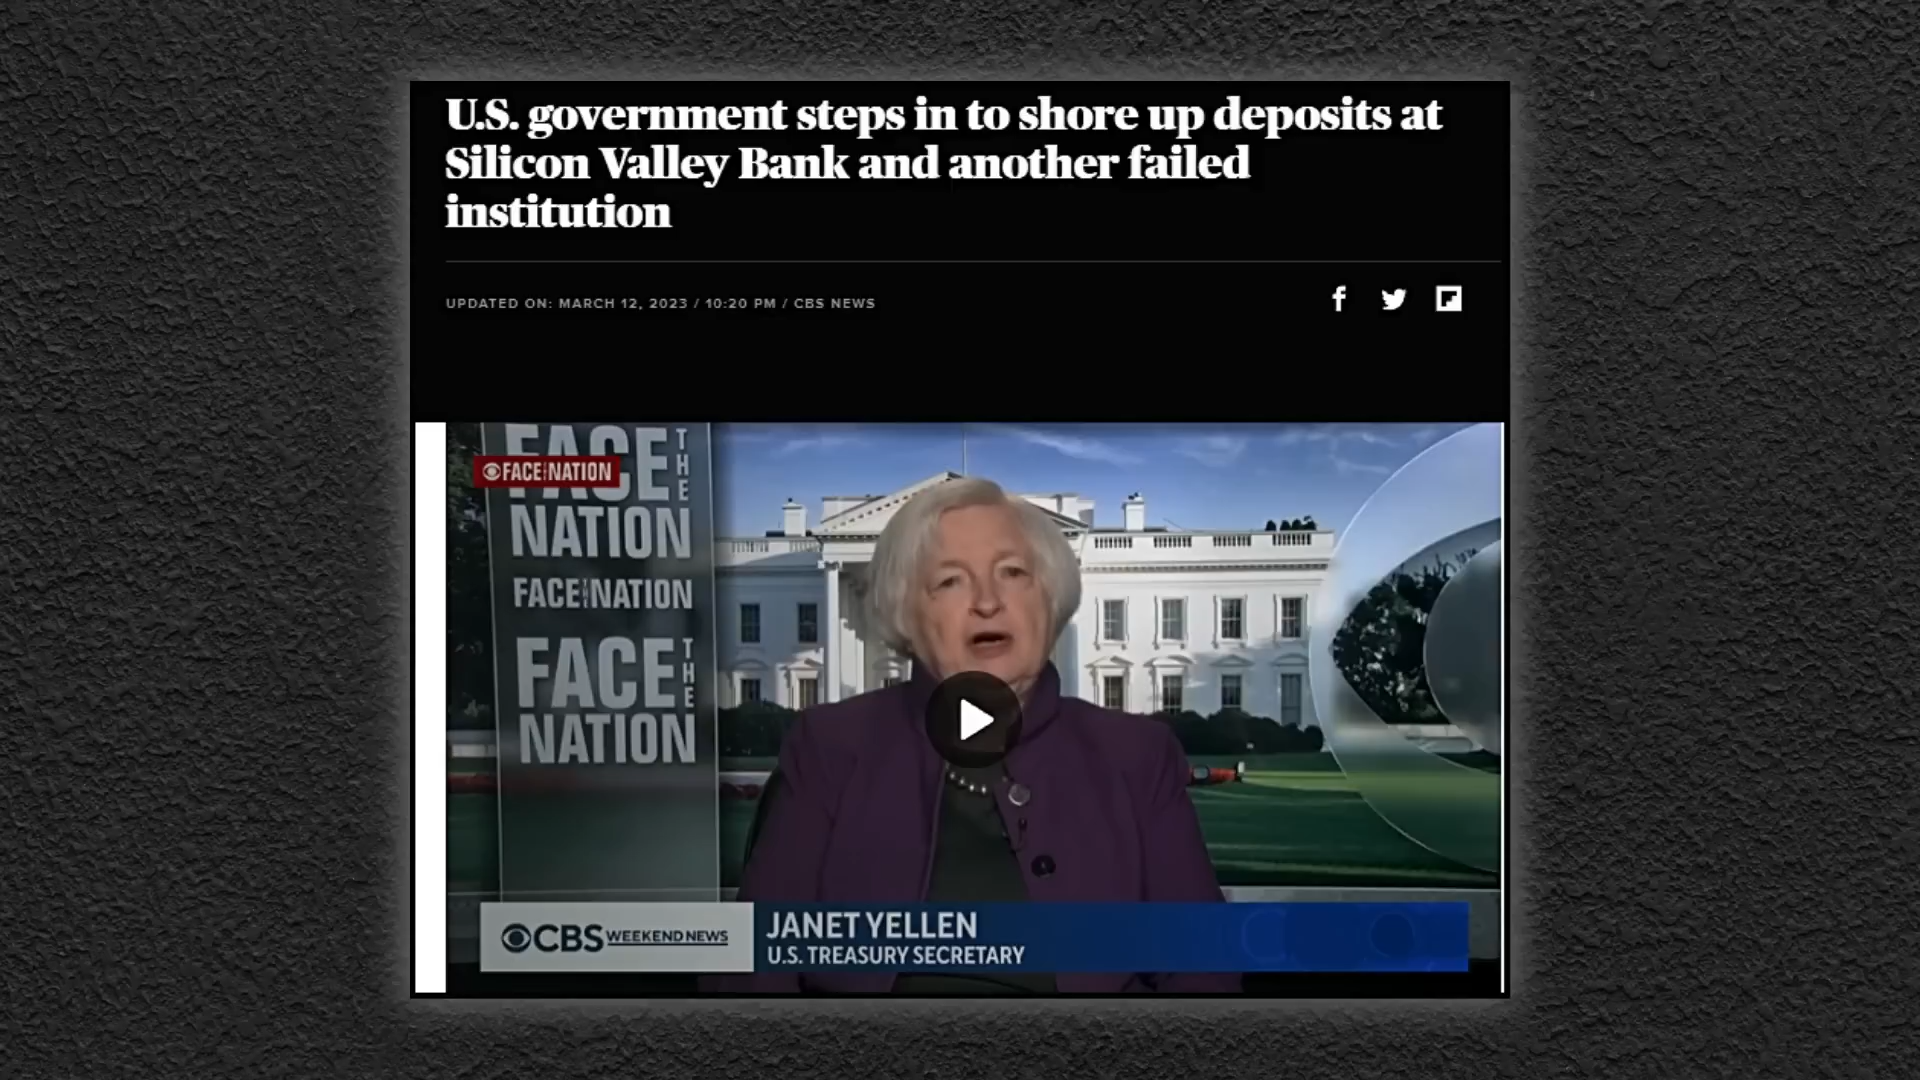 U.S. government steps in to shore up deposits at
Silicon Valley Bank and another failed
institution
UPDATED ON: MARCH 12, 2023 / 10:20 PM / CBS NEWS
FACE THE
NATION
FACE THE NATION
FACE THE NATION
FACE THE
NATION
CBS WEEKEND NEWS
JANET YELLEN
U.S. TREASURY SECRETARY